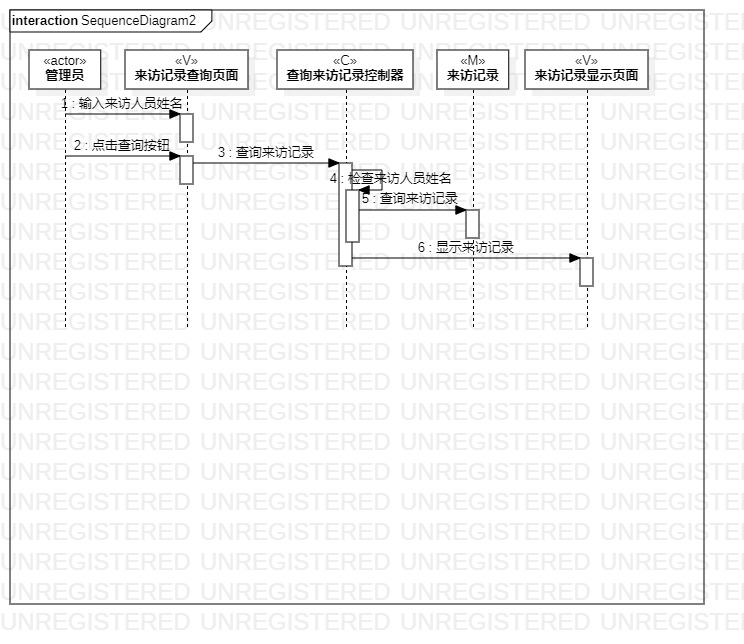 interaction SequenceDiagram2
«actor»
管理员
«V»
来访记录查询页面
«C»
查询来访记录控制器
«M»
来访记录
«V»
来访记录显示页面
1 : 输入来访人员姓名
2 : 点击查询按钮
3 : 查询来访记录
4 : 检查来访人员姓名
5 : 查询来访记录
6 : 显示来访记录
UNREGISTERED UNREGISTERED UNREGISTERED UNREGISTERED